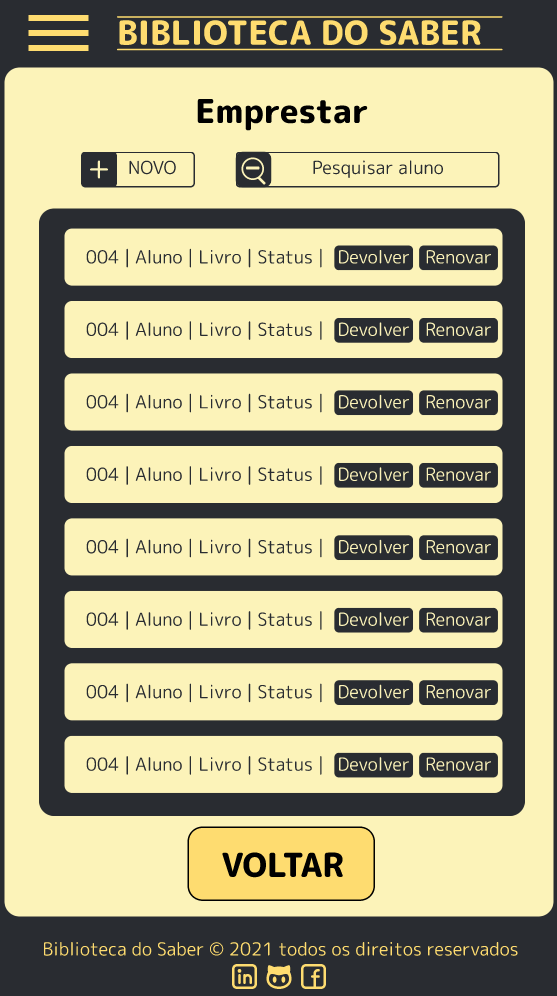 BIBLIOTECA DO SABER
Emprestar
NOVO Pesquisar aluno
004 | Aluno | Livro | Status | Devolver Renovar
004 | Aluno | Livro | Status | Devolver Renovar
004 | Aluno | Livro | Status | Devolver Renovar
004 | Aluno | Livro | Status | Devolver Renovar
004 | Aluno | Livro | Status | Devolver Renovar
004 | Aluno | Livro | Status | Devolver Renovar
004 | Aluno | Livro | Status | Devolver Renovar
004 | Aluno | Livro | Status | Devolver Renovar
VOLTAR
Biblioteca do Saber © 2021 todos os direitos reservados